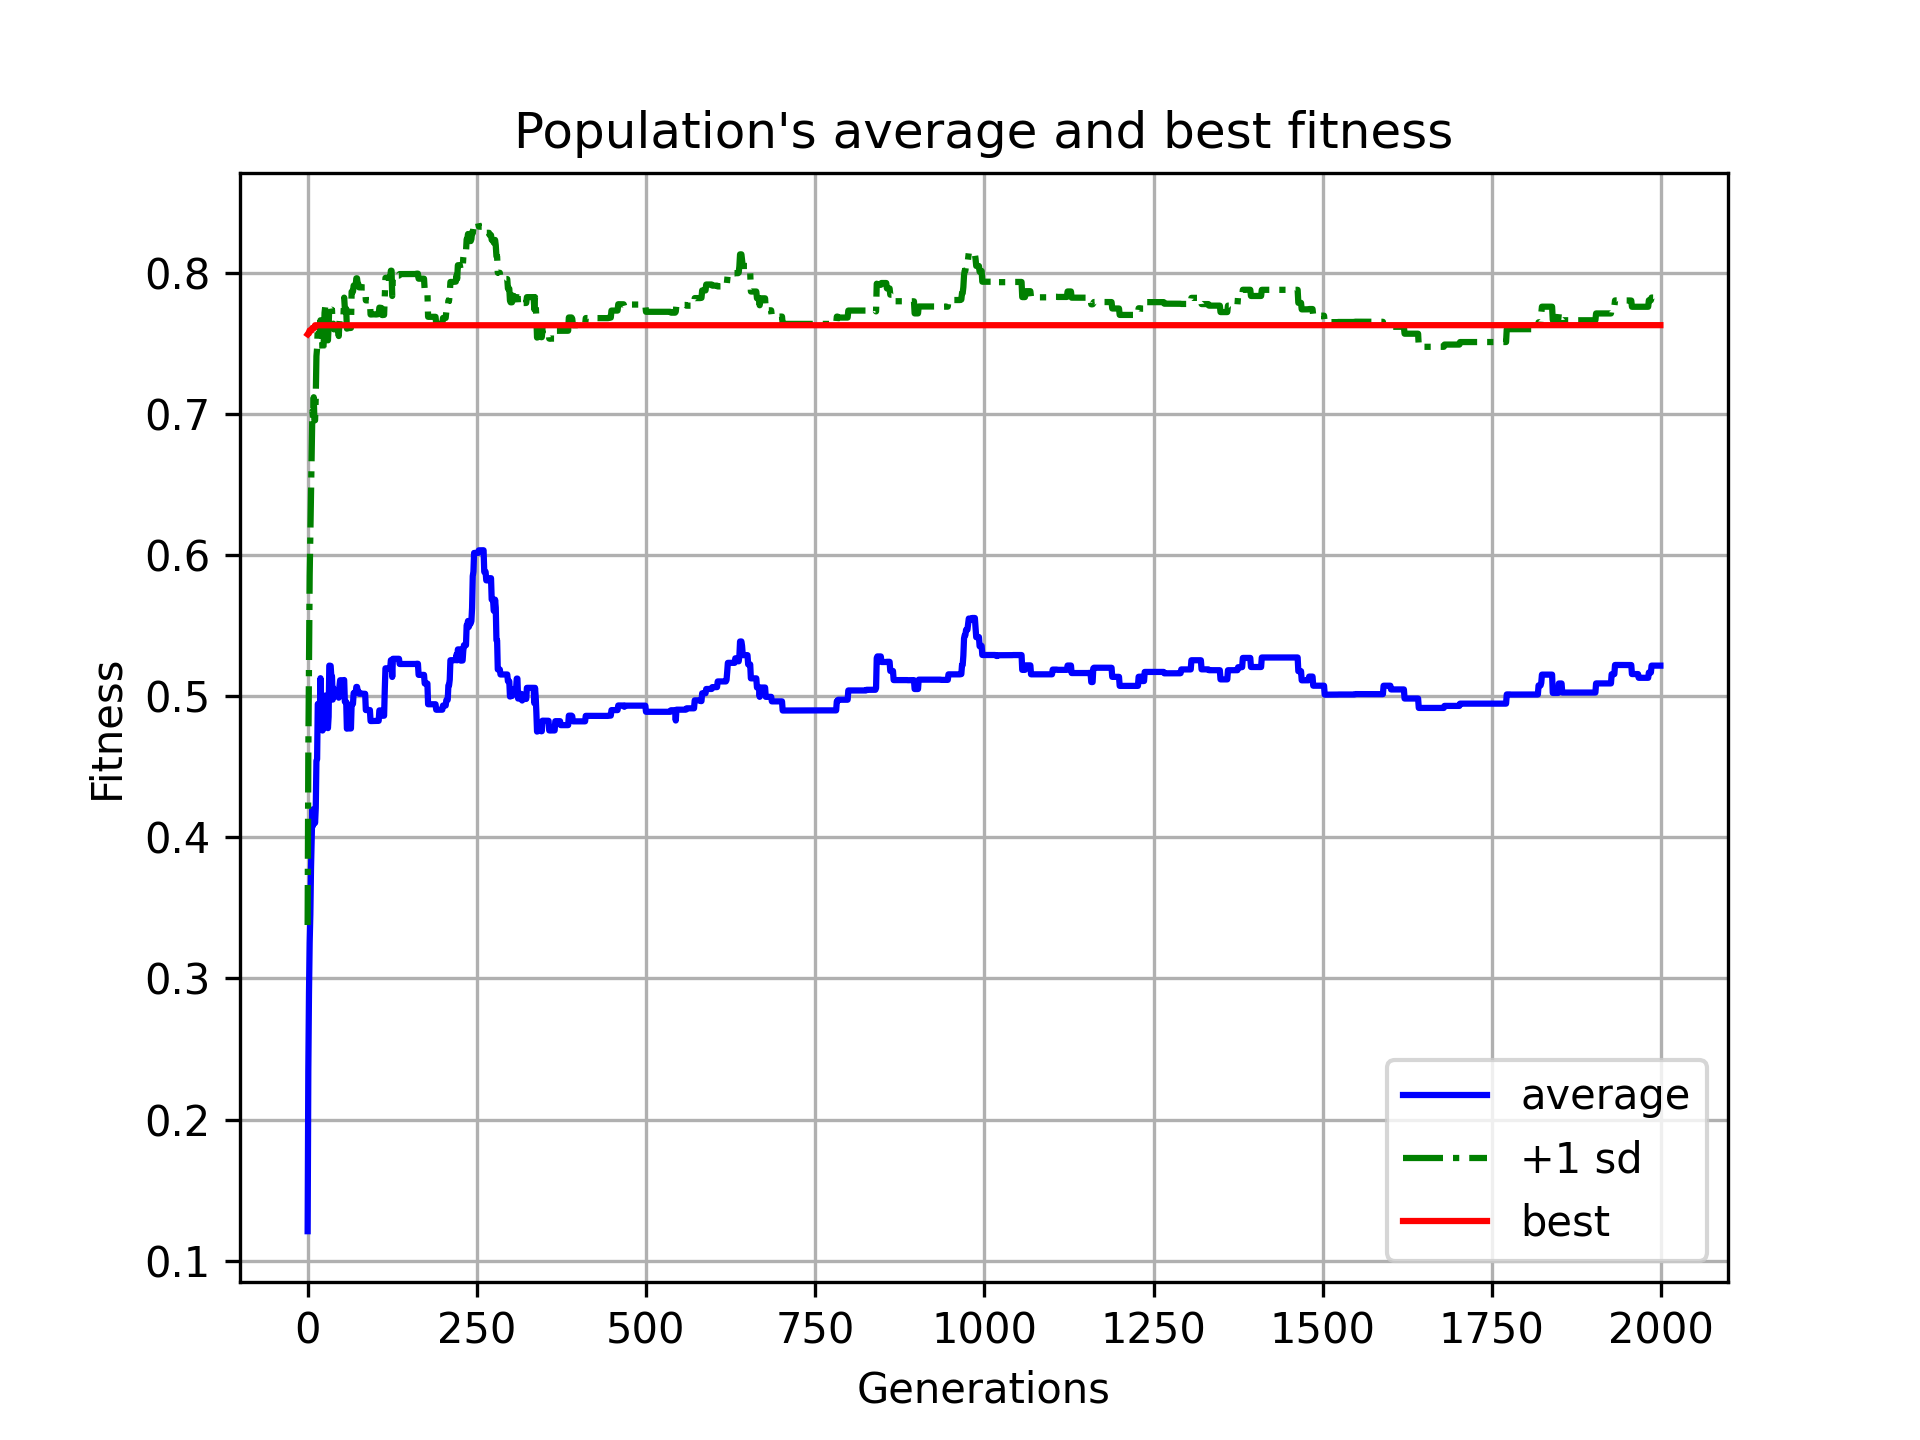 Population's average and best fitness
0.8
0.7
0.6
0.5
0.4
0.3
0.2
0.1
Fitness
average
+1 sd
best
0 250 500 750 1000 1250 1500 1750 2000
Generations